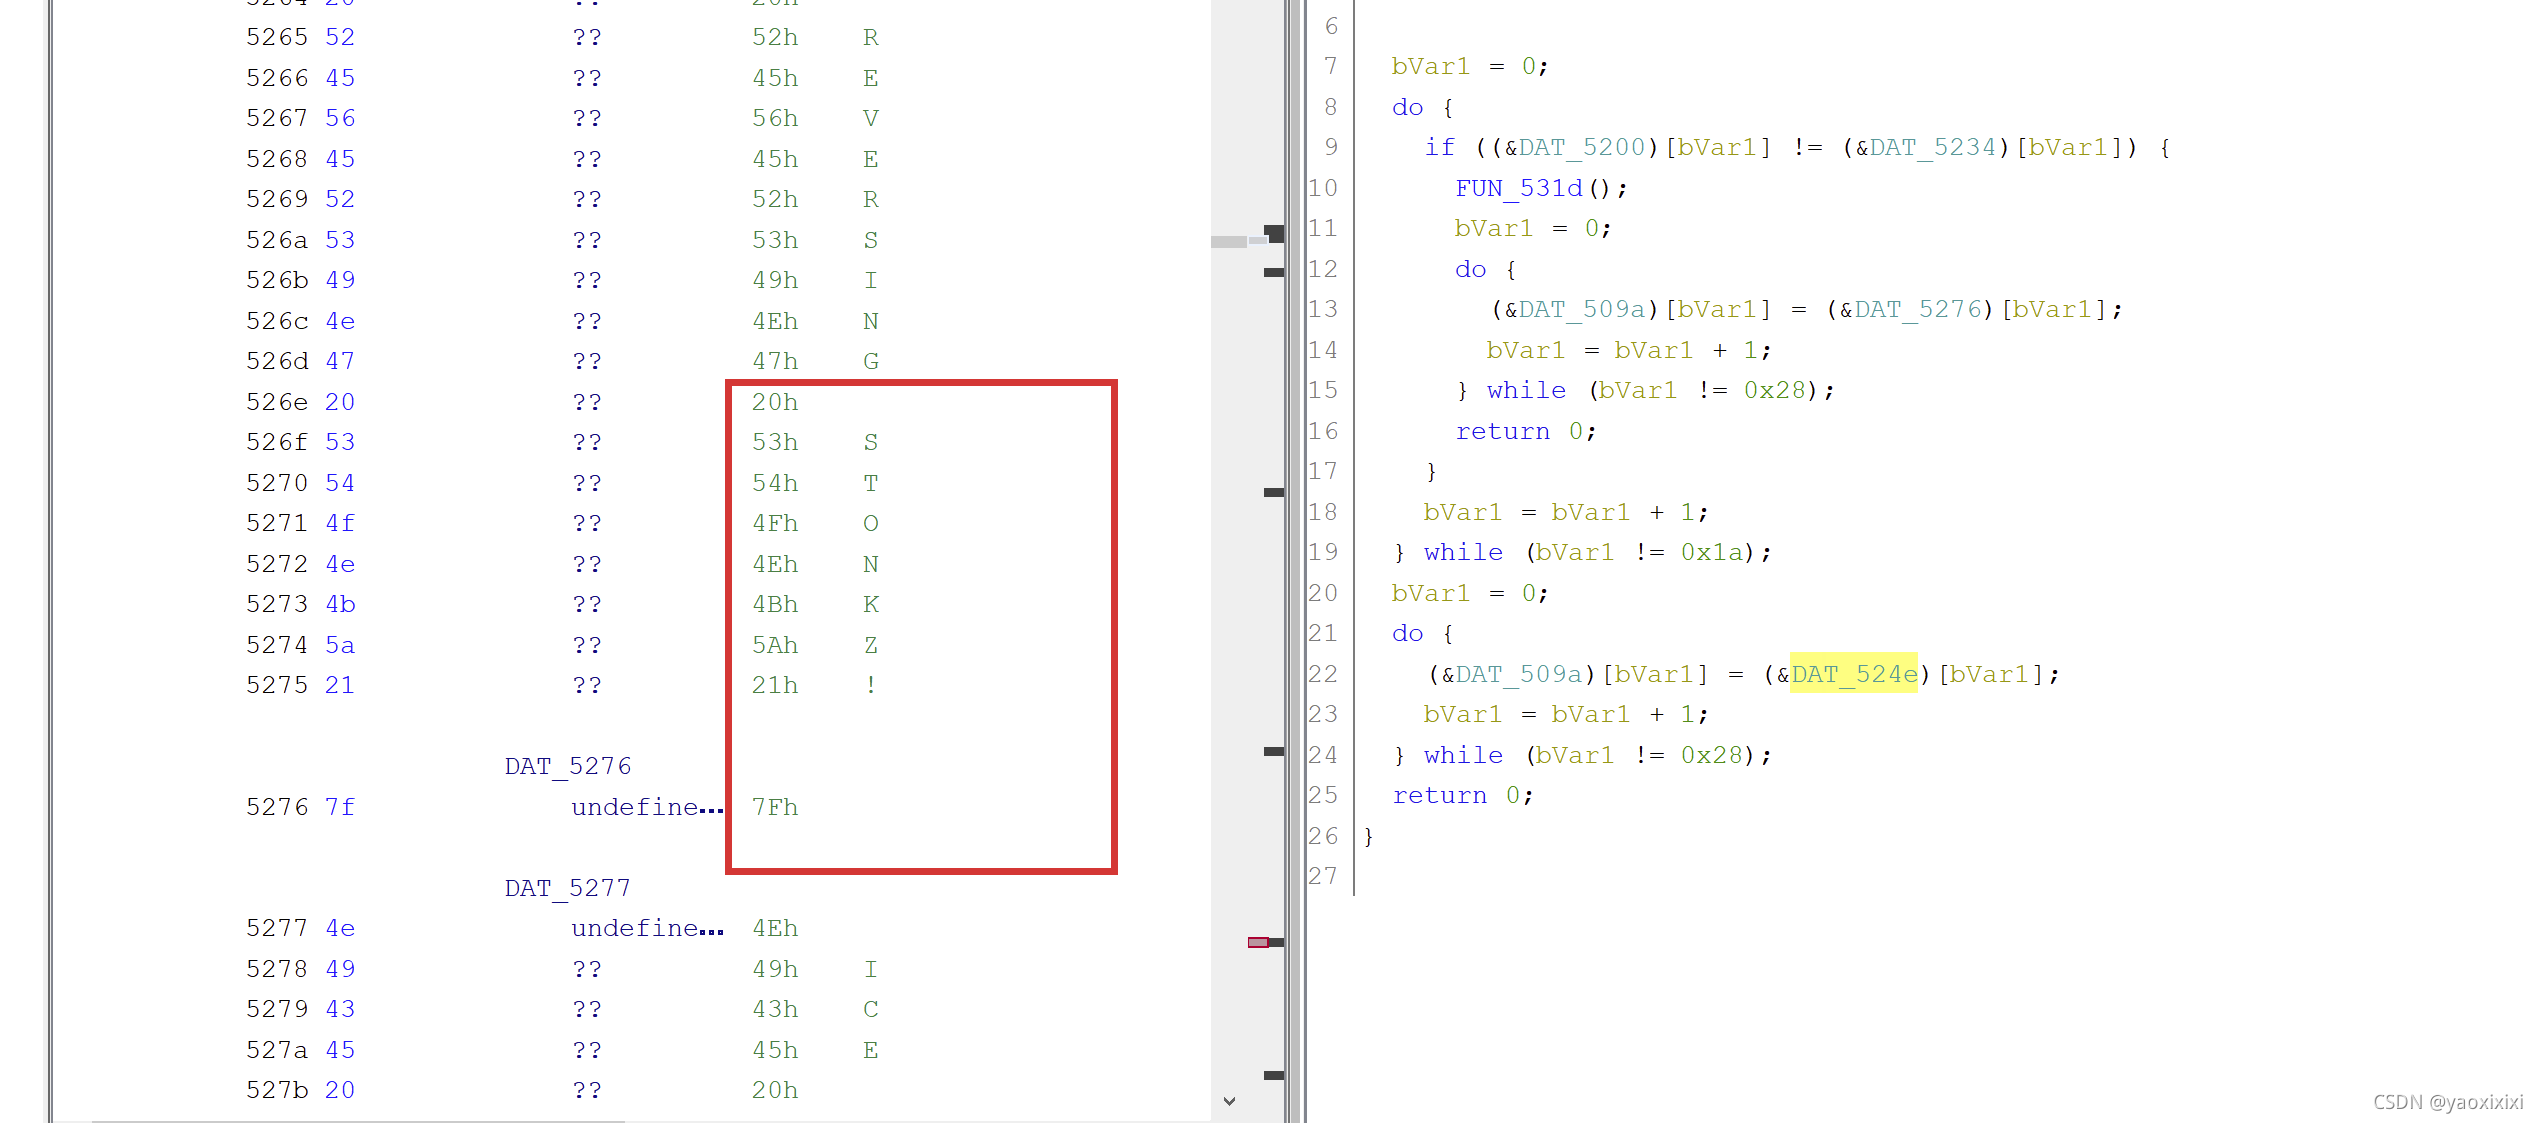 5264 20 ?? 20h
5265 52 ?? 52h R
5266 45 ?? 45h E
5267 56 ?? 56h V
5268 45 ?? 45h E
5269 52 ?? 52h R
526a 53 ?? 53h S
526b 49 ?? 49h I
526c 4e ?? 4Eh N
526d 47 ?? 47h G
526e 20 ?? 20h
526f 53 ?? 53h S
5270 54 ?? 54h T
5271 4f ?? 4Fh O
5272 4e ?? 4Eh N
5273 4b ?? 4Bh K
5274 5a ?? 5Ah Z
5275 21 ?? 21h !
DAT_5276
5276 7f undefine... 7Fh
DAT_5277
5277 4e undefine... 4Eh
5278 49 ?? 49h I
5279 43 ?? 43h C
527a 45 ?? 45h E
527b 20 ?? 20h
6
7 bVar1 = 0;
8 do {
9 if ((&DAT_5200)[bVar1] != (&DAT_5234)[bVar1]) {
10 FUN_531d();
11 bVar1 = 0;
12 do {
13 (&DAT_509a)[bVar1] = (&DAT_5276)[bVar1];
14 bVar1 = bVar1 + 1;
15 } while (bVar1 != 0x28);
16 return 0;
17 }
18 bVar1 = bVar1 + 1;
19 } while (bVar1 != 0x1a);
20 bVar1 = 0;
21 do {
22 (&DAT_509a)[bVar1] = (&DAT_524e)[bVar1];
23 bVar1 = bVar1 + 1;
24 } while (bVar1 != 0x28);
25 return 0;
26 }
27
CSDN @yaoxixixi